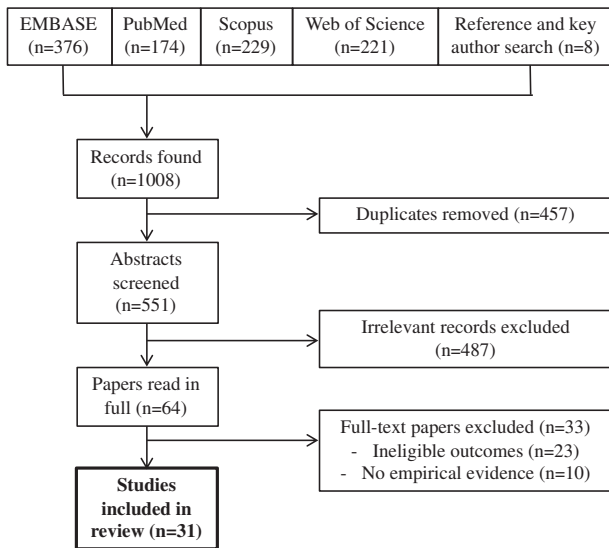 EMBASE
(n=376)
PubMed
(n=174)
Scopus
(n=229)
Web of Science
(n=221)
Reference and key
author search (n=8)
Records found
(n=1008)
Duplicates removed (n=457)
Abstracts
screened
(n=551)
Irrelevant records excluded
(n=487)
Papers read in
full (n=64)
Full-text papers excluded (n=33)
- Ineligible outcomes (n=23)
- No empirical evidence (n=10)
Studies
included in
review (n=31)